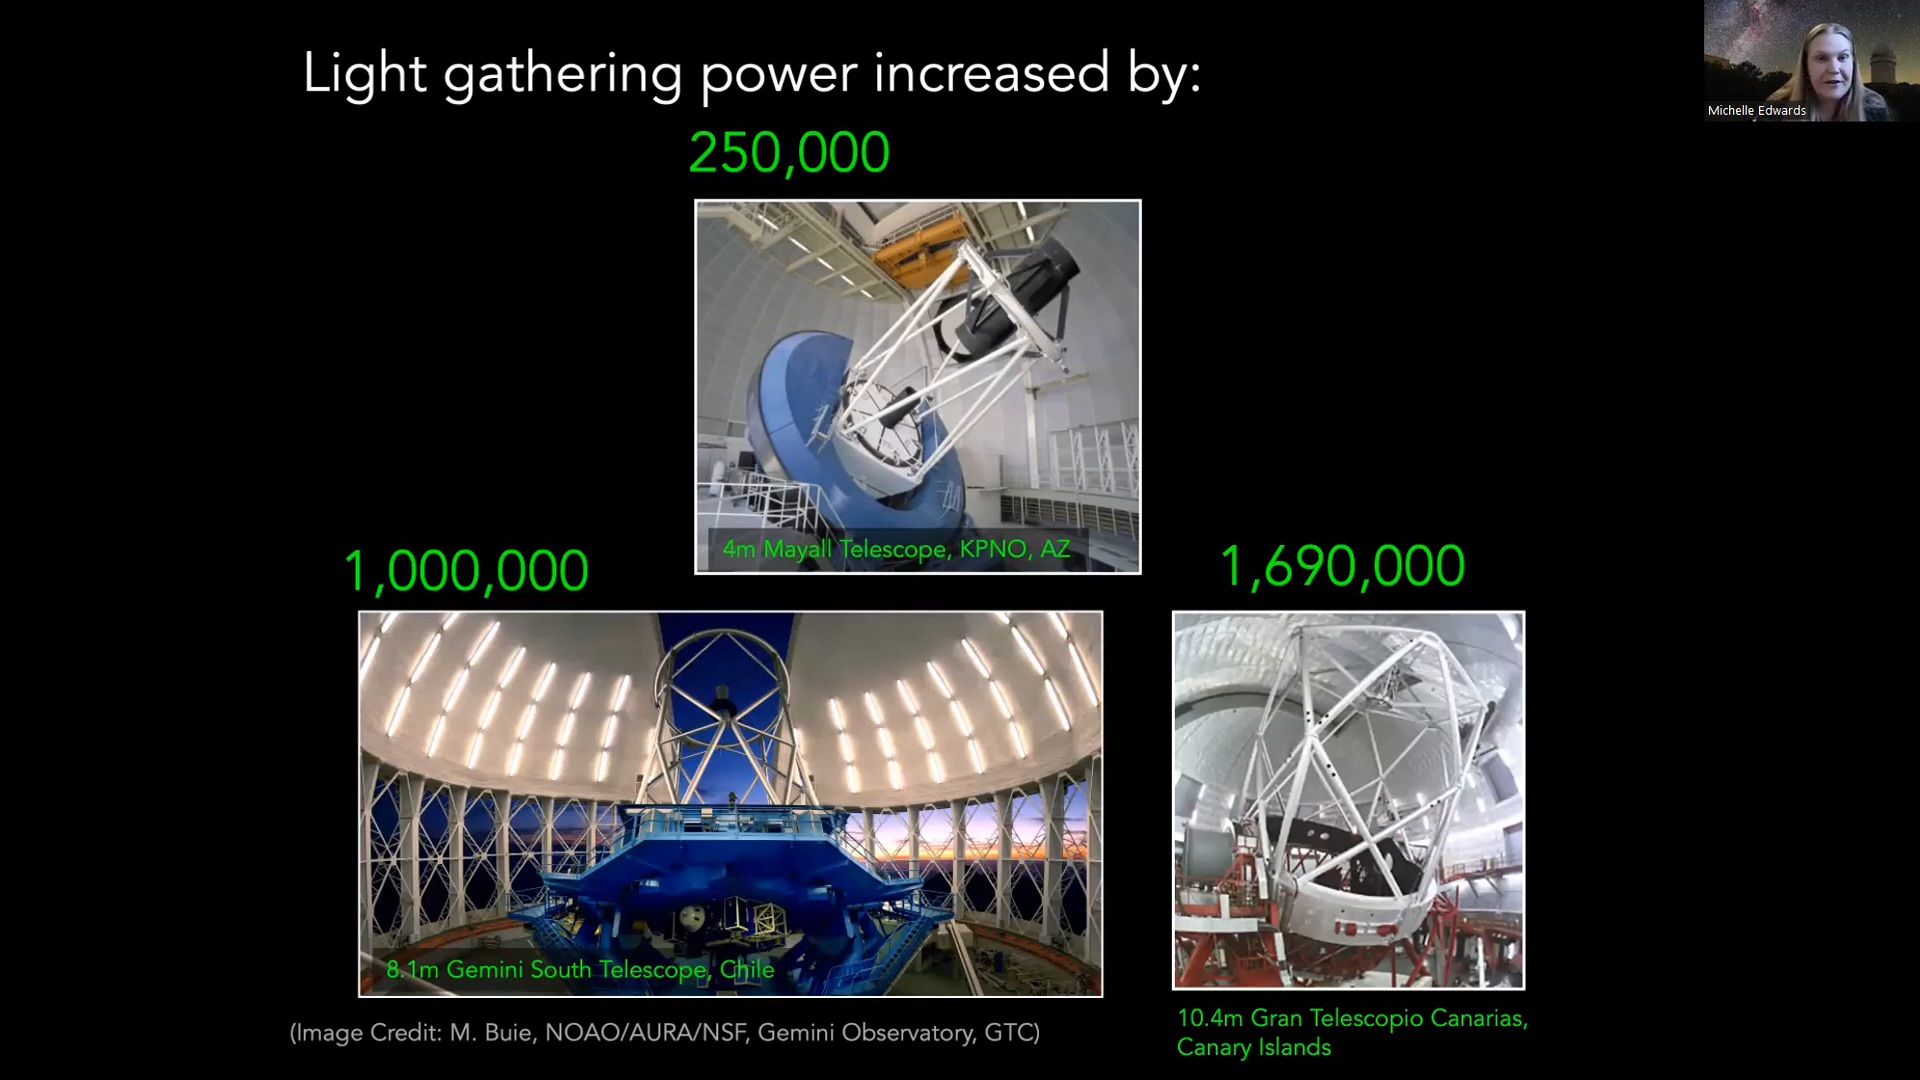 Light gathering power increased by:
Michelle Edwards
250,000
4m Mayall Telescope, KPNO, AZ
1,000,000
1,690,000
8.1m Gemini South Telescope, Chile
10.4m Gran Telescopio Canarias,
Canary Islands
(Image Credit: M. Buie, NOAO/AURA/NSF, Gemini Observatory, GTC)